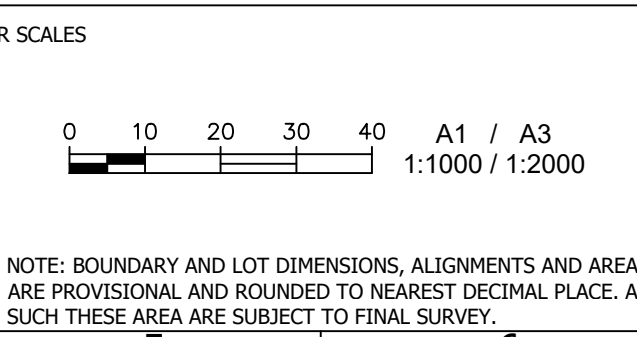 SCALES
0 10 20 30 40 A1 / A3
1:1000 / 1:2000
NOTE: BOUNDARY AND LOT DIMENSIONS, ALIGNMENTS AND AREA
ARE PROVISIONAL AND ROUNDED TO NEAREST DECIMAL PLACE. A
SUCH THESE AREA ARE SUBJECT TO FINAL SURVEY.